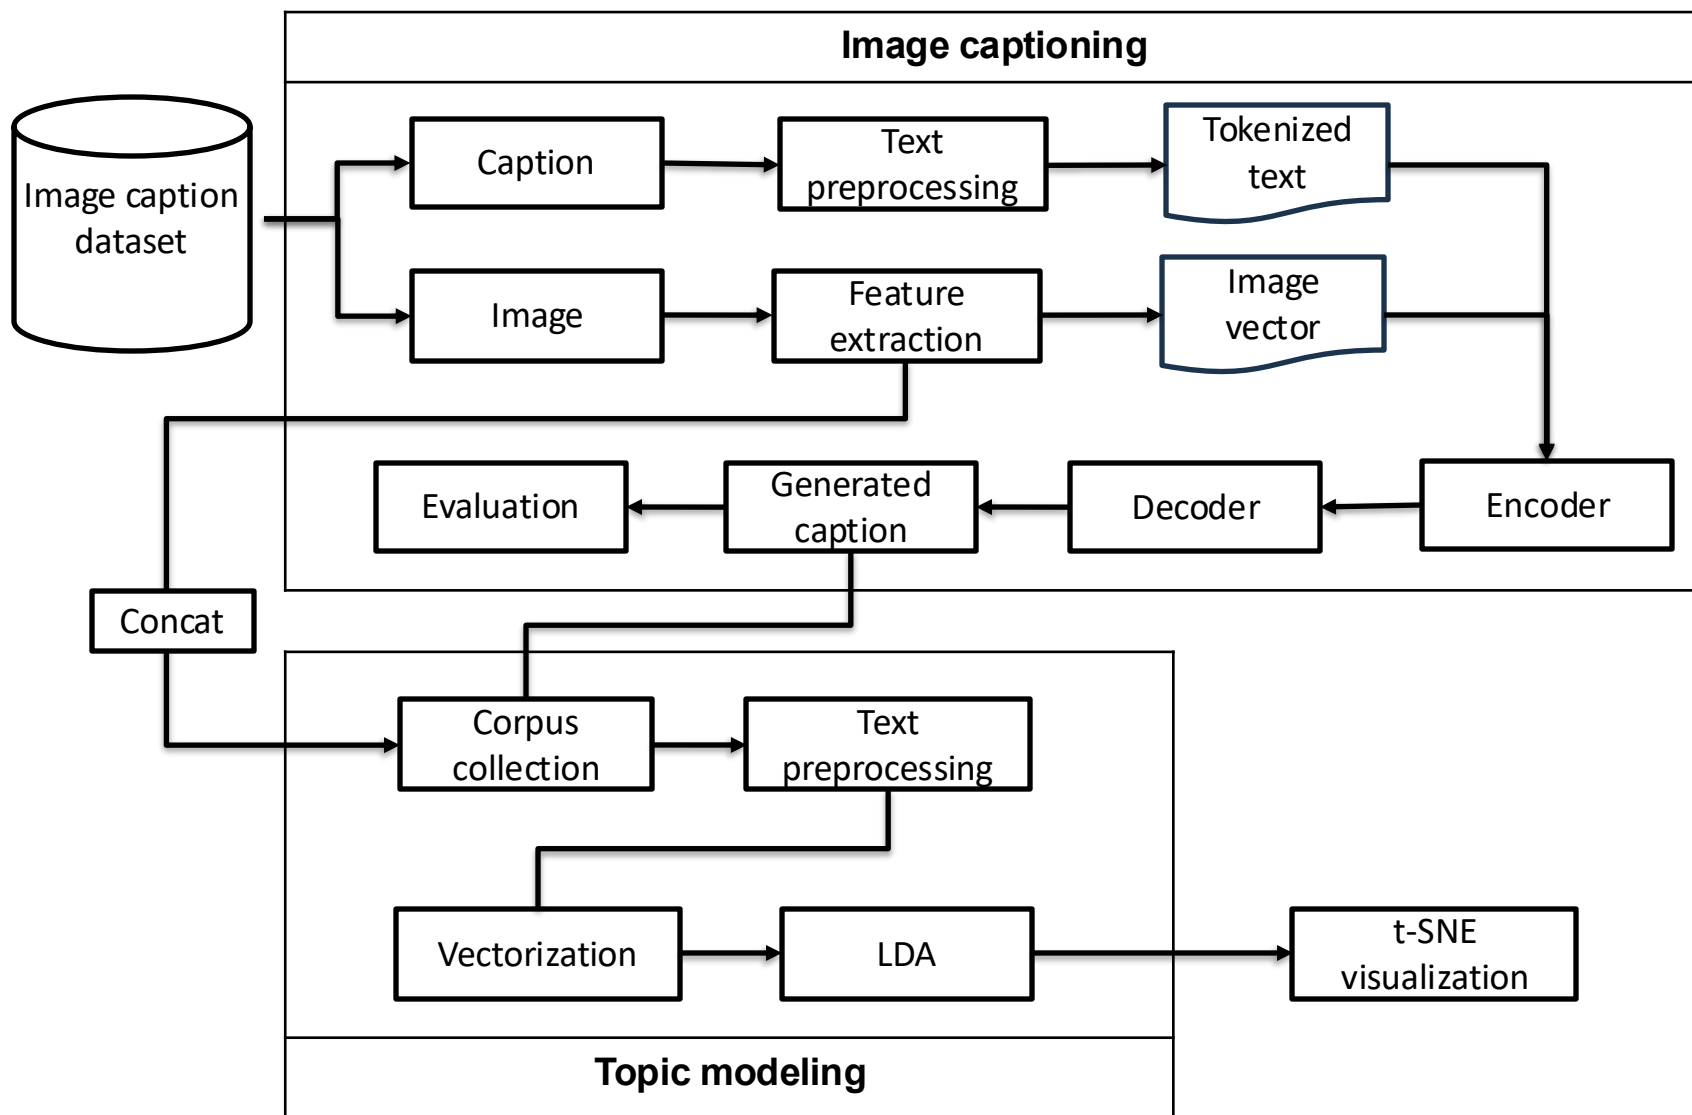 Image captioning
Image caption
dataset
Caption
Text
preprocessing
Tokenized
text
Image
Feature
extraction
Image
vector
Evaluation
Generated
caption
Decoder
Encoder
Concat
Corpus
collection
Text
preprocessing
Vectorization
LDA
t-SNE
visualization
Topic modeling